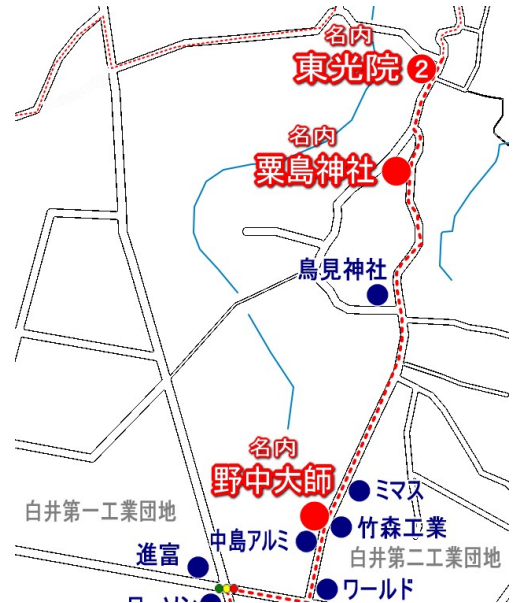 名内
東光院 2
名内
粟島神社
鳥見神社
名内
野中大師
ミマス
白井第一工業団地
竹森工業
中島アルミ
白井第二工業団地
進富
ワールド